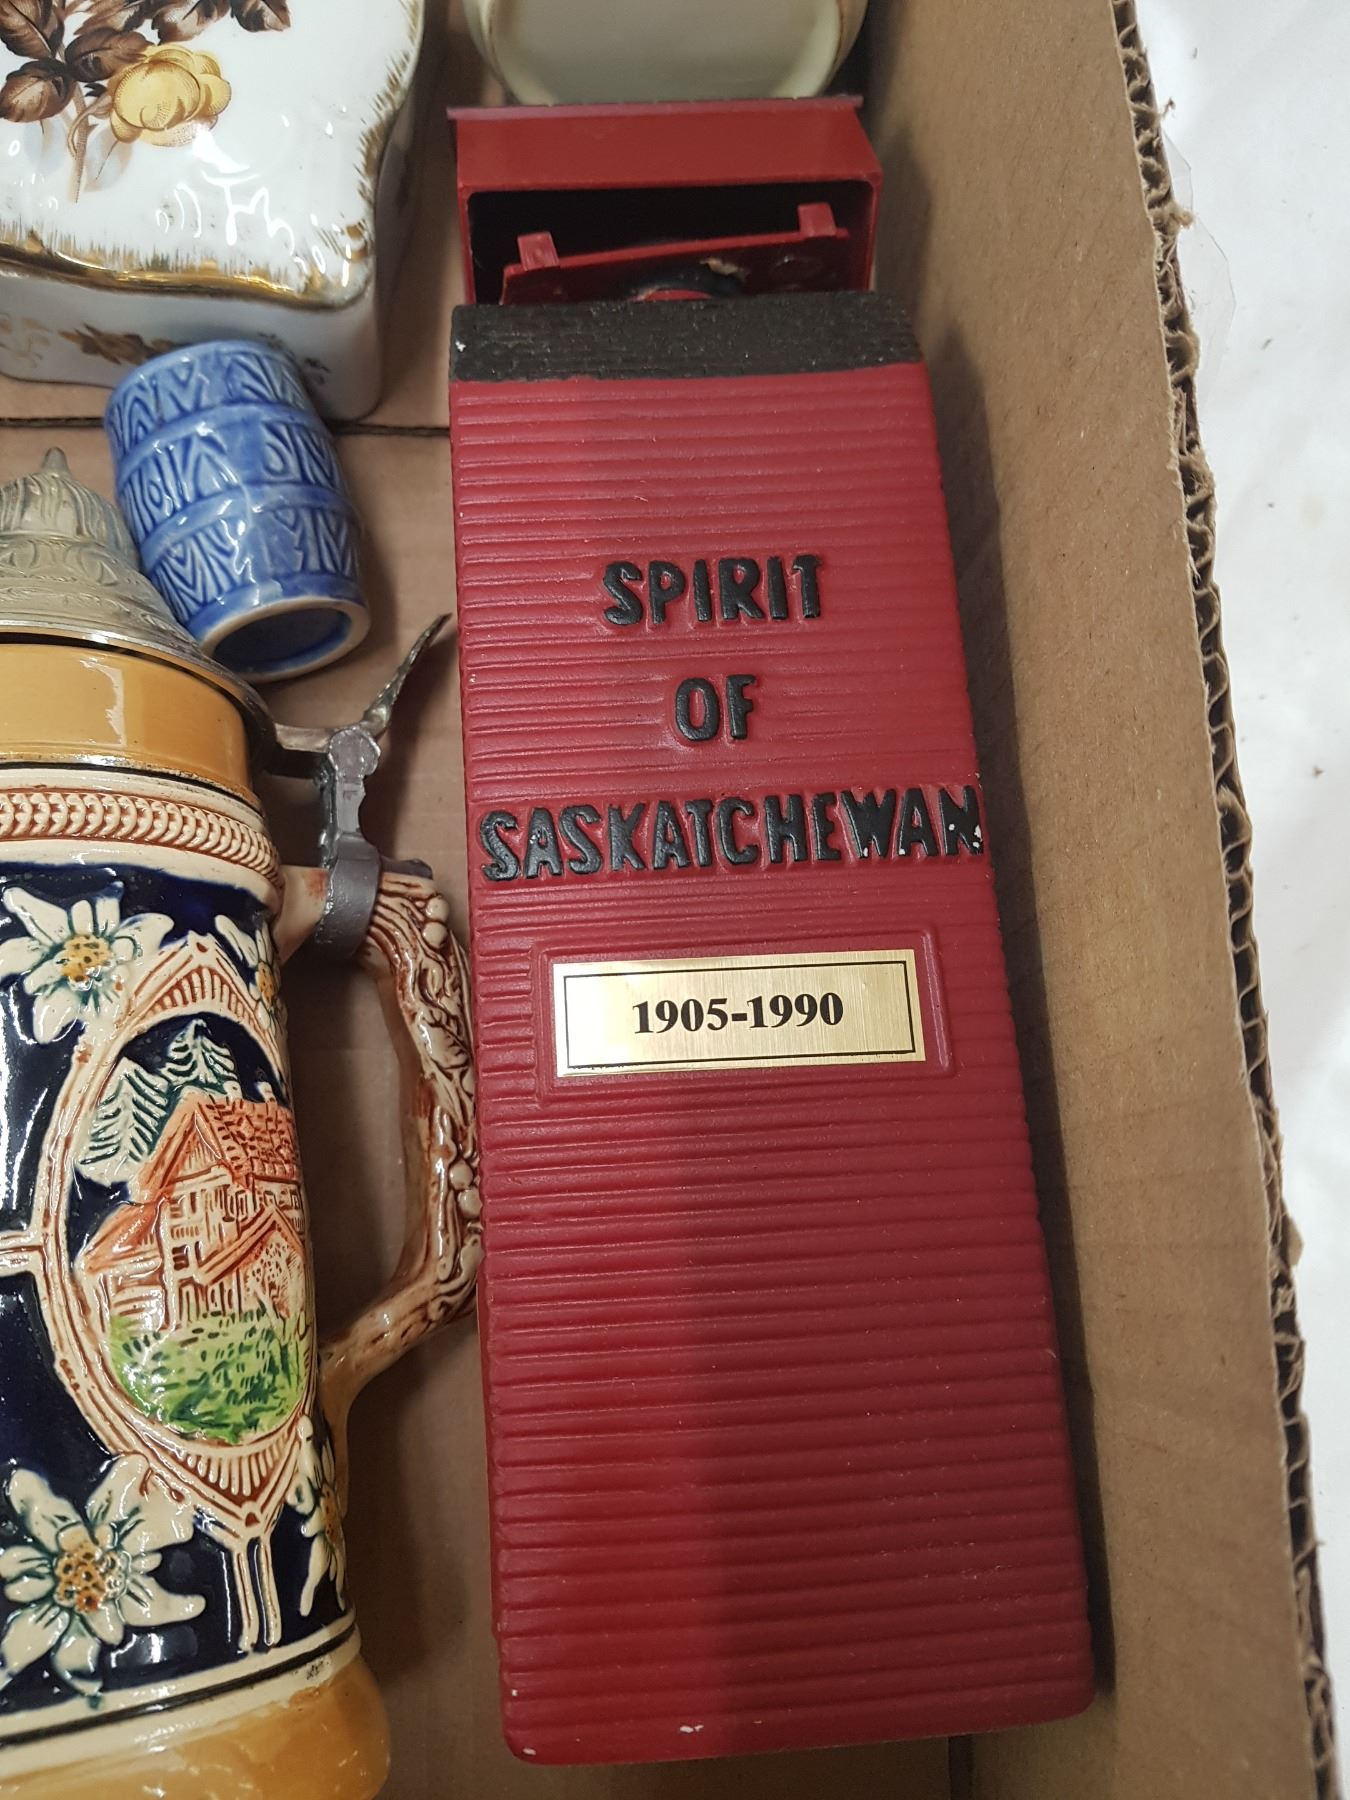 SPIRIT
OF
SASKATCHEWAN
1905-1990